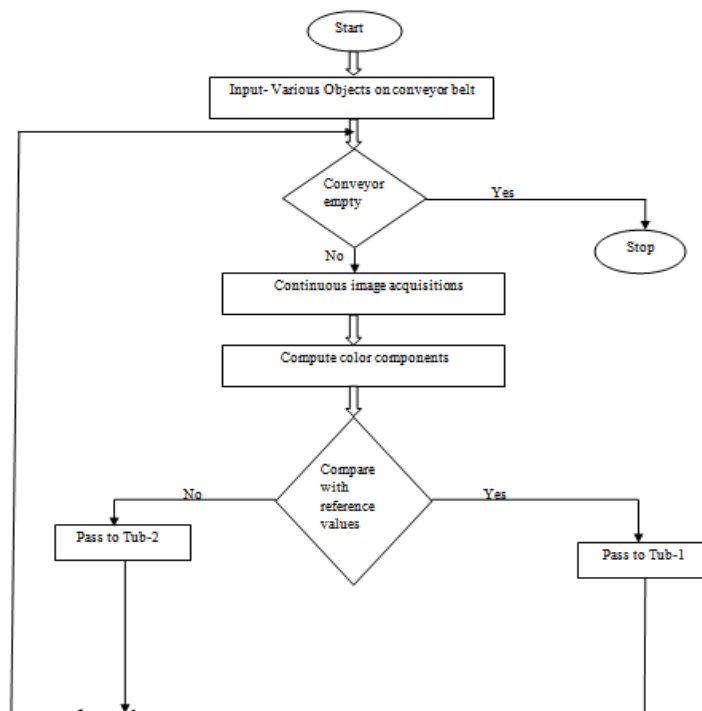 Start
Input- Various Objects on conveyor belt
Conveyor
empty
Yes
Stop
No
Continuous image acquisitions
Compute color components
Compare
with
reference
values
No
Yes
Pass to Tub-2
Pass to Tub-1